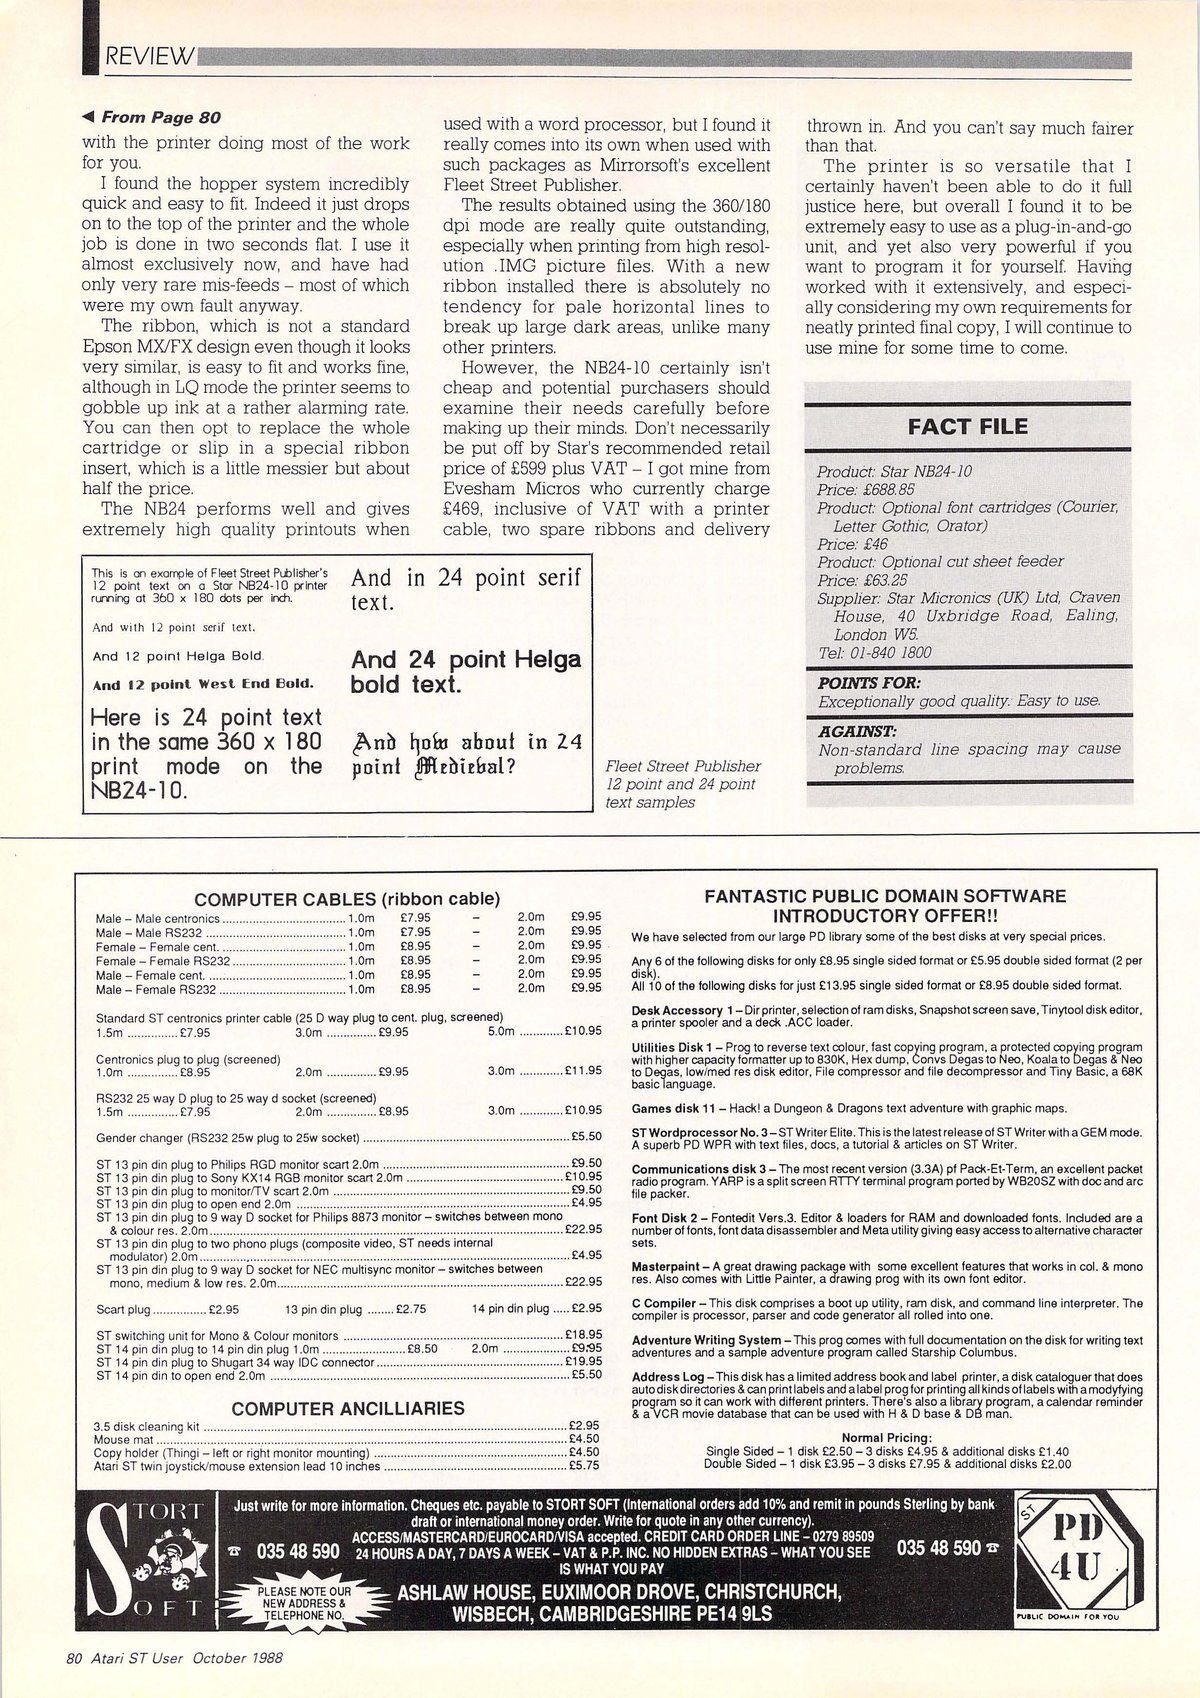 REVIEW
◄ From Page 80
with the printer doing most of the work
for you.
I found the hopper system incredibly
quick and easy to fit. Indeed it just drops
on to the top of the printer and the whole
job is done in two seconds flat. I use it
almost exclusively now, and have had
only very rare mis-feeds – most of which
were my own fault anyway.
The ribbon, which is not a standard
Epson MX/FX design even though it looks
very similar, is easy to fit and works fine,
although in LQ mode the printer seems to
gobble up ink at a rather alarming rate.
You can then opt to replace the whole
cartridge or slip in a special ribbon
insert, which is a little messier but about
half the price.
The NB24 performs well and gives
extremely high quality printouts when
used with a word processor, but I found it
really comes into its own when used with
such packages as Mirrorsoft's excellent
Fleet Street Publisher.
The results obtained using the 360/180
dpi mode are really quite outstanding,
especially when printing from high resol-
ution .IMG picture files. With a new
ribbon installed there is absolutely no
tendency for pale horizontal lines to
break up large dark areas, unlike many
other printers.
However, the NB24-10 certainly isn't
cheap and potential purchasers should
examine their needs carefully before
making up their minds. Don't necessarily
be put off by Star's recommended retail
price of £599 plus VAT – I got mine from
Evesham Micros who currently charge
£469, inclusive of VAT with a printer
cable, two spare ribbons and delivery
thrown in. And you can't say much fairer
than that.
The printer is so versatile that I
certainly haven't been able to do it full
justice here, but overall I found it to be
extremely easy to use as a plug-in-and-go
unit, and yet also very powerful if you
want to program it for yourself. Having
worked with it extensively, and especi-
ally considering my own requirements for
neatly printed final copy, I will continue to
use mine for some time to come.
FACT FILE
Product: Star NB24-10
Price: £688.85
Product: Optional font cartridges (Courier,
Letter Gothic, Orator)
Price: £46
Product: Optional cut sheet feeder
Price: £63.25
Supplier: Star Micronics (UK) Ltd, Craven
House, 40 Uxbridge Road, Ealing,
London W5.
Tel: 01-840 1800
POINTS FOR:
Exceptionally good quality. Easy to use.
AGAINST:
Non-standard line spacing may cause
problems.
This is an example of Fleet Street Publisher's
12 point text on a Star NB24-10 printer
running at 360 x 180 dots per inch.
And with 12 point serif text.
And 12 point Helga Bold.
And 12 point West End Bold.
Here is 24 point text
in the same 360 x 180
print mode on the
NB24-10.
And in 24 point serif
text.
And 24 point Helga
bold text.
And how about in 24
point Medieval?
Fleet Street Publisher
12 point and 24 point
text samples
COMPUTER CABLES (ribbon cable)
Male – Male centronics 1.0m £7.95 – 2.0m £9.95
Male – Male RS232 1.0m £7.95 – 2.0m £9.95
Female – Female cent. 1.0m £8.95 – 2.0m £9.95
Female – Female RS232 1.0m £8.95 – 2.0m £9.95
Male – Female cent. 1.0m £8.95 – 2.0m £9.95
Male – Female RS232 1.0m £8.95 – 2.0m £9.95
Standard ST centronics printer cable (25 D way plug to cent. plug, screened)
1.5m £7.95 3.0m £9.95 5.0m £10.95
Centronics plug to plug (screened)
1.0m £8.95 2.0m £9.95 3.0m £11.95
RS232 25 way D plug to 25 way d socket (screened)
1.5m £7.95 2.0m £8.95 3.0m £10.95
Gender changer (RS232 25w plug to 25w socket) £5.50
ST 13 pin din plug to Philips RGD monitor scart 2.0m £9.50
ST 13 pin din plug to Sony KX14 RGB monitor scart 2.0m £10.95
ST 13 pin din plug to monitor/TV scart 2.0m £9.50
ST 13 pin din plug to open end 2.0m £4.95
ST 13 pin din plug to 9 way D socket for Philips 8873 monitor – switches between mono
& colour res. 2.0m £22.95
ST 13 pin din plug to two phono plugs (composite video, ST needs internal
modulator) 2.0m £4.95
ST 13 pin din plug to 9 way D socket for NEC multisync monitor – switches between
mono, medium & low res. 2.0m £22.95
Scart plug £2.95 13 pin din plug £2.75 14 pin din plug £2.95
ST switching unit for Mono & Colour monitors £18.95
ST 14 pin din plug to 14 pin din plug 1.0m £8.50 2.0m £9.95
ST 14 pin din plug to Shugart 34 way IDC connector £19.95
ST 14 pin din to open end 2.0m £5.50
COMPUTER ANCILLIARIES
3.5 disk cleaning kit £2.95
Mouse mat £4.50
Copy holder (Thingi – left or right monitor mounting) £4.50
Atari ST twin joystick/mouse extension lead 10 inches £5.75
FANTASTIC PUBLIC DOMAIN SOFTWARE
INTRODUCTORY OFFER!!
We have selected from our large PD library some of the best disks at very special prices.
Any 6 of the following disks for only £8.95 single sided format or £5.95 double sided format (2 per
disk).
All 10 of the following disks for just £13.95 single sided format or £8.95 double sided format.
Desk Accessory 1 – Dir printer, selection of ram disks, Snapshot screen save, Tinytool disk editor,
a printer spooler and a deck .ACC loader.
Utilities Disk 1 – Prog to reverse text colour, fast copying program, a protected copying program
with higher capacity formatter up to 830K, Hex dump, Convs Degas to Neo, Koala to Degas & Neo
to Degas, low/med res disk editor, File compressor and file decompressor and Tiny Basic, a 68K
basic language.
Games disk 11 – Hack! a Dungeon & Dragons text adventure with graphic maps.
ST Wordprocessor No. 3 – ST Writer Elite. This is the latest release of ST Writer with a GEM mode.
A superb PD WPR with text files, docs, a tutorial & articles on ST Writer.
Communications disk 3 – The most recent version (3.3A) pf Pack-Et-Term, an excellent packet
radio program. YARP is a split screen RTTY terminal program ported by WB20SZ with doc and arc
file packer.
Font Disk 2 – Fontedit Vers.3. Editor & loaders for RAM and downloaded fonts. Included are a
number of fonts, font data disassembler and Meta utility giving easy access to alternative character
sets.
Masterpaint – A great drawing package with some excellent features that works in col. & mono
res. Also comes with Little Painter, a drawing prog with its own font editor.
C Compiler – This disk comprises a boot up utility, ram disk, and command line interpreter. The
compiler is processor, parser and code generator all rolled into one.
Adventure Writing System – This prog comes with full documentation on the disk for writing text
adventures and a sample adventure program called Starship Columbus.
Address Log – This disk has a limited address book and label printer, a disk cataloguer that does
auto disk directories & can print labels and a label prog for printing all kinds of labels with a modyfying
program so it can work with different printers. There's also a library program, a calendar reminder
& a VCR movie database that can be used with H & D base & DB man.
Normal Pricing:
Single Sided – 1 disk £2.50 – 3 disks £4.95 & additional disks £1.40
Double Sided – 1 disk £3.95 – 3 disks £7.95 & additional disks £2.00
STORT
SOFT
Just write for more information. Cheques etc. payable to STORT SOFT (International orders add 10% and remit in pounds Sterling by bank
draft or international money order. Write for quote in any other currency).
ACCESS/MASTERCARD/EUROCARD/VISA accepted. CREDIT CARD ORDER LINE – 0279 89509
☎ 035 48 590 24 HOURS A DAY, 7 DAYS A WEEK – VAT & P.P. INC. NO HIDDEN EXTRAS – WHAT YOU SEE 035 48 590 ☎
IS WHAT YOU PAY
PLEASE NOTE OUR
NEW ADDRESS &
TELEPHONE NO.
ASHLAW HOUSE, EUXIMOOR DROVE, CHRISTCHURCH,
WISBECH, CAMBRIDGESHIRE PE14 9LS
ST
PD
4U
PUBLIC DOMAIN FOR YOU
80 Atari ST User October 1988